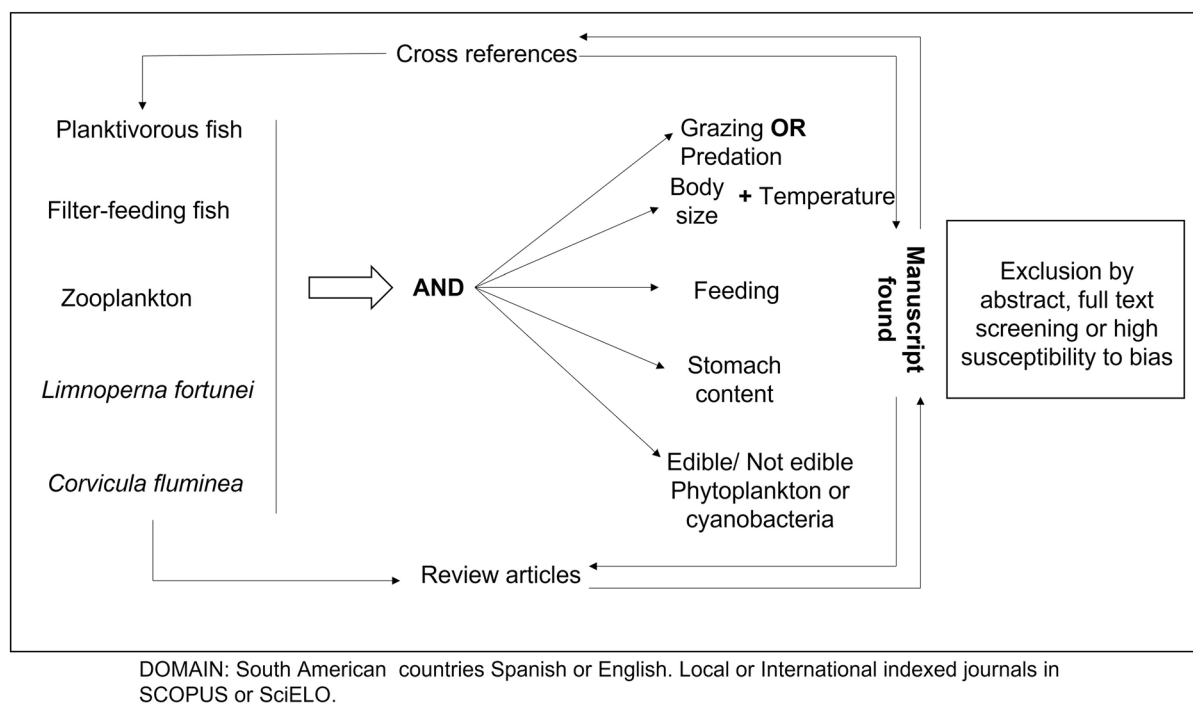 Cross references
Planktivorous fish
Filter-feeding fish
Zooplankton
Limnoperna fortunei
Corvicula fluminea
AND
Grazing OR
Predation
Body
size
+ Temperature
Feeding
Stomach
content
Edible/ Not edible
Phytoplankton or
cyanobacteria
Review articles
Manuscript
found
Exclusion by
abstract, full text
screening or high
susceptibility to bias
DOMAIN: South American countries Spanish or English. Local or International indexed journals in
SCOPUS or SciELO.